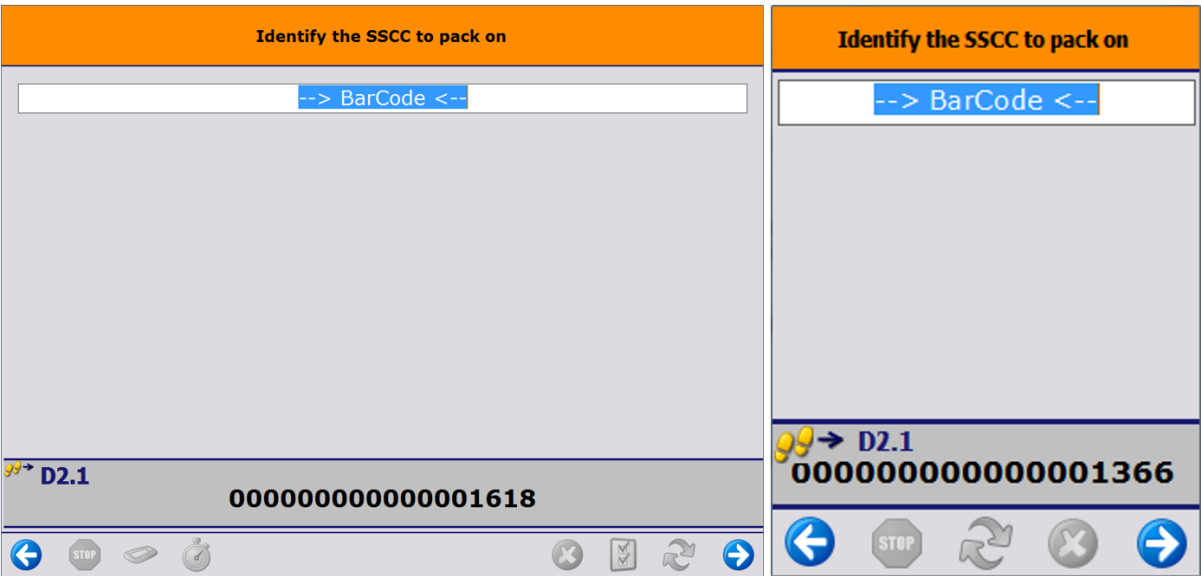 Identify the SSCC to pack on
--> BarCode <--
D2.1
000000000000001618
STOP
Identify the SSCC to pack on
--> BarCode <--
D2.1
000000000000001366
STOP